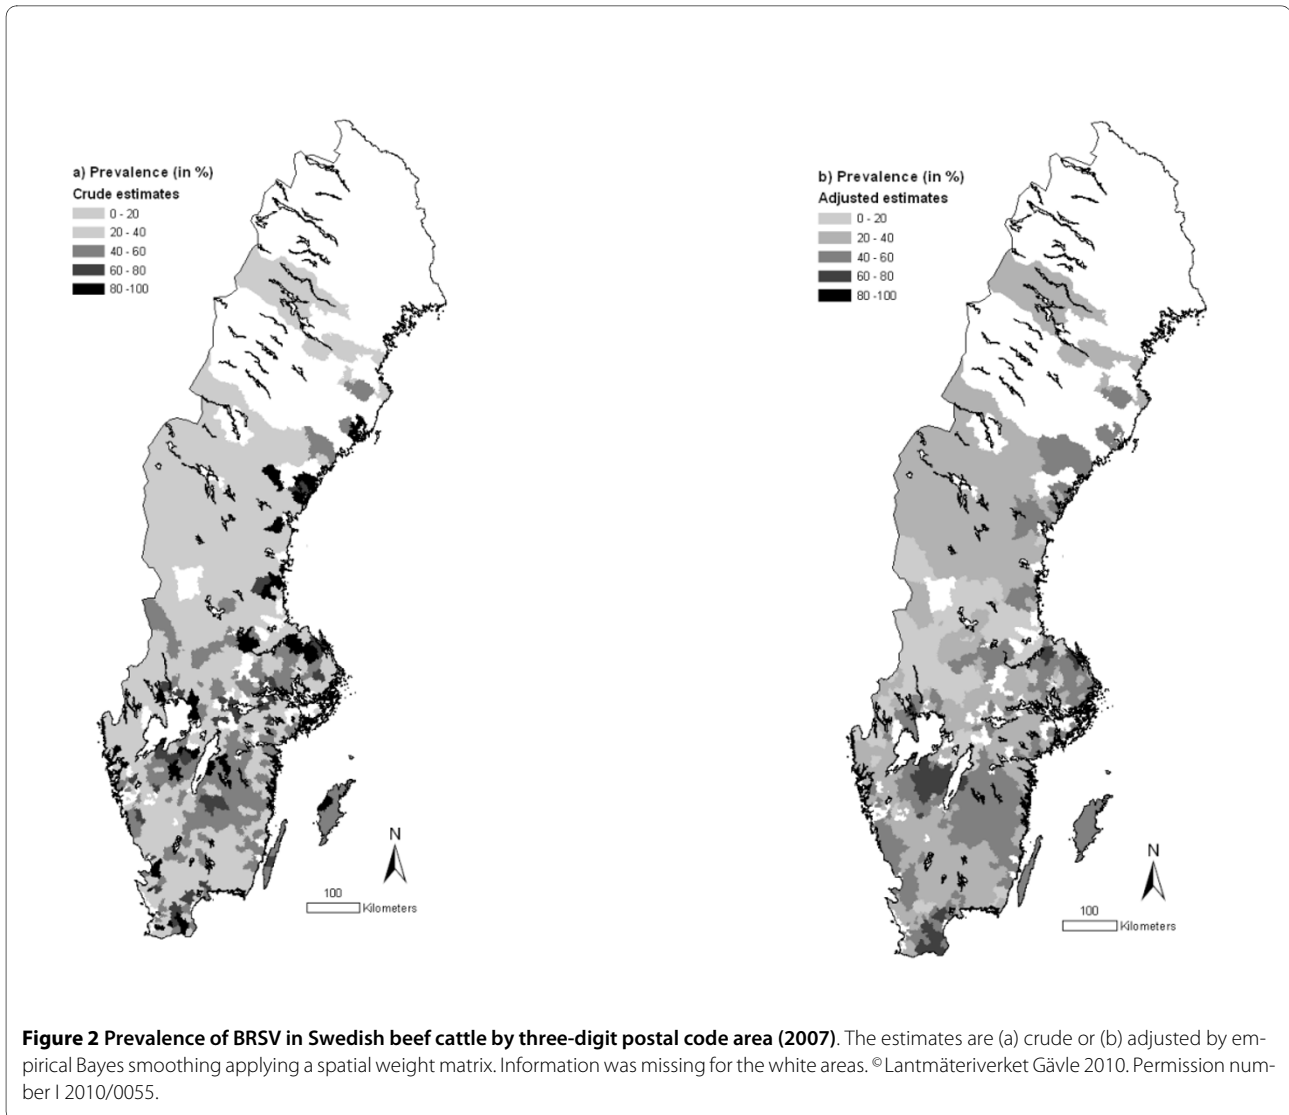 a) Prevalence (in %)
Crude estimates
0 - 20
20 - 40
40 - 60
60 - 80
80 -100
N
100
Kilometers
b) Prevalence (in %)
Adjusted estimates
0 - 20
20 - 40
40 - 60
60 - 80
80 -100
N
100
Kilometers
Figure 2 Prevalence of BRSV in Swedish beef cattle by three-digit postal code area (2007). The estimates are (a) crude or (b) adjusted by em-
pirical Bayes smoothing applying a spatial weight matrix. Information was missing for the white areas. ©Lantmäteriverket Gävle 2010. Permission num-
ber I 2010/0055.